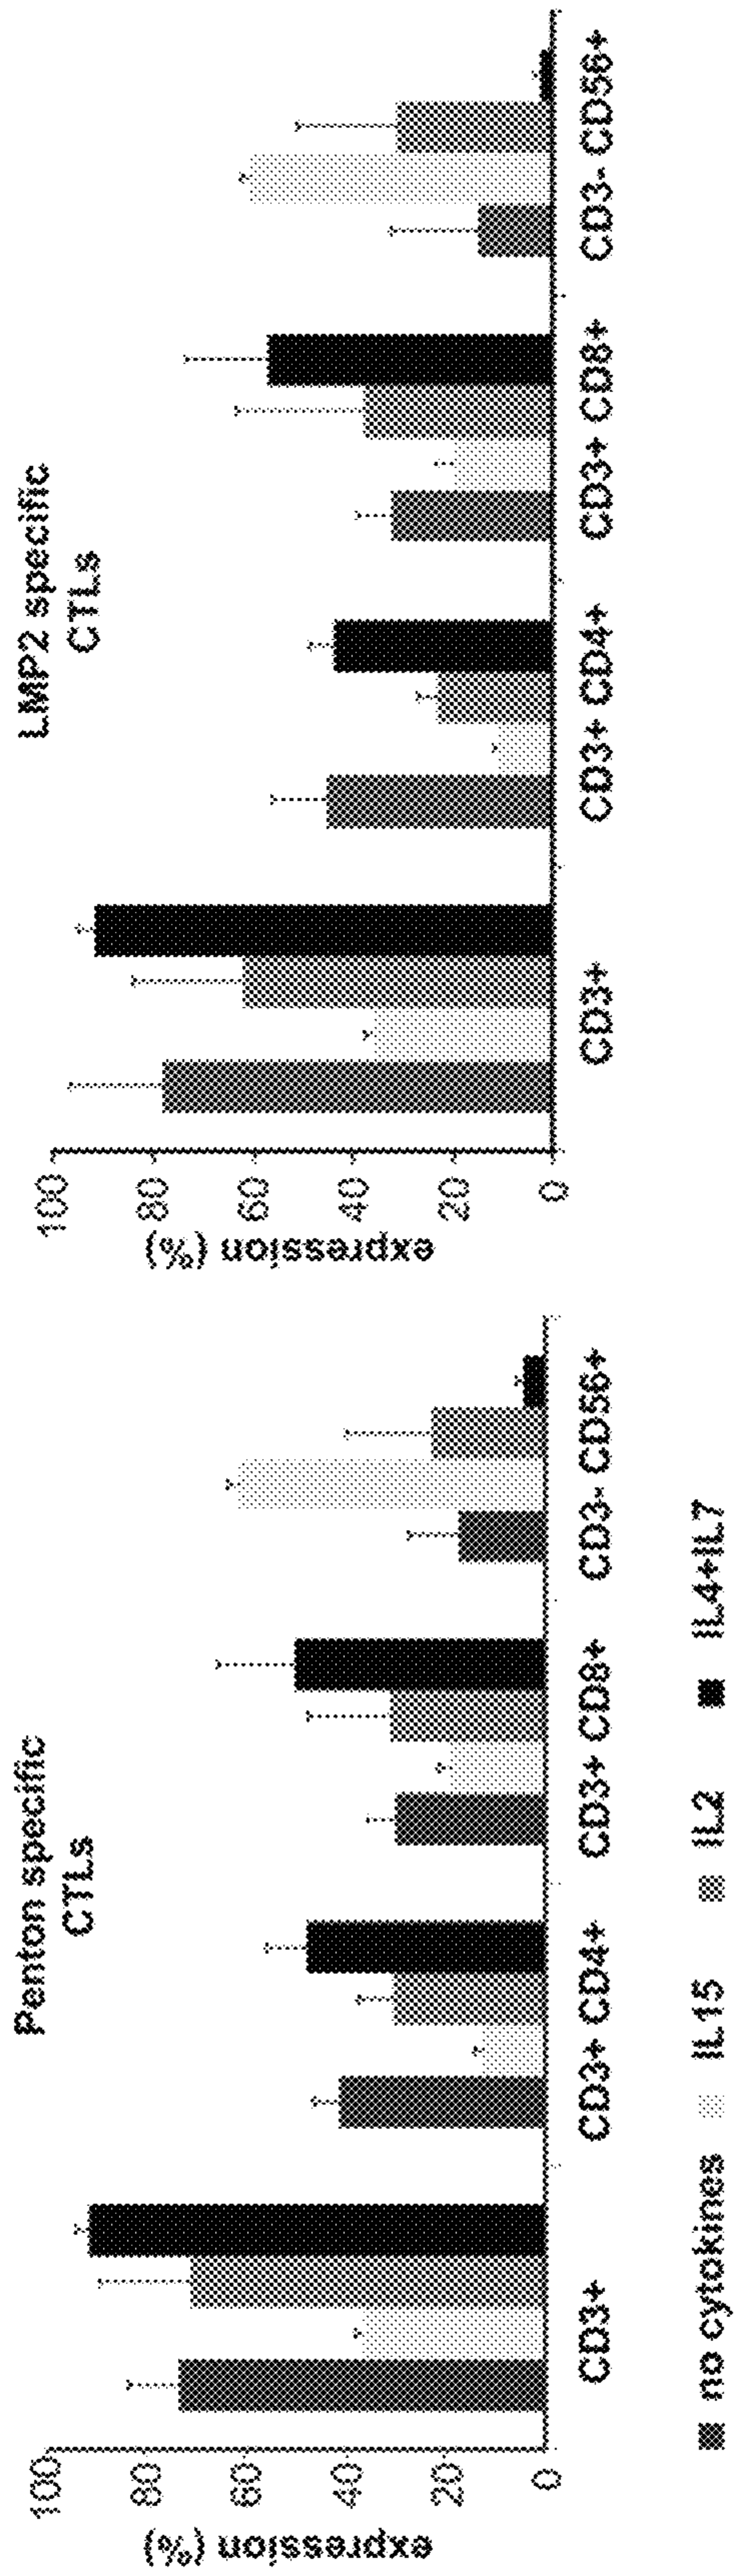 Penton specific
CTLs
expression (%)
100
80
60
40
20
0
CD3+
CD3+ CD4+
CD3+ CD8+
CD3- CD56+
LMP2 specific
CTLs
expression (%)
100
80
60
40
20
0
CD3+
CD3+ CD4+
CD3+ CD8+
CD3- CD56+
no cytokines
IL15
IL2
IL4+IL7